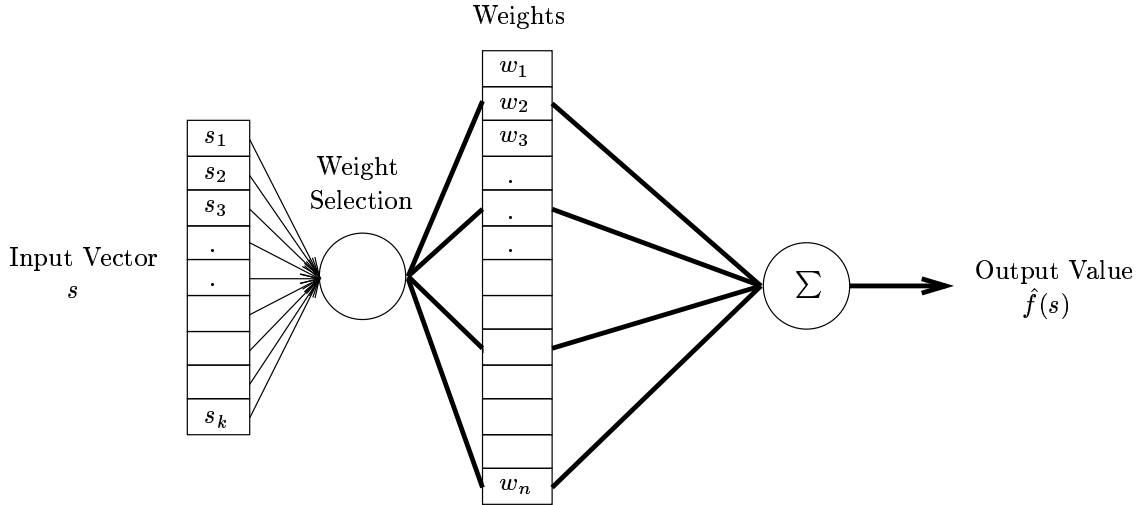 Weights
w₁
w₂
w₃
.
.
.
wₙ
s₁
s₂
s₃
.
.
sₖ
Weight
Selection
Input Vector
s
∑
Output Value
f̂(s)